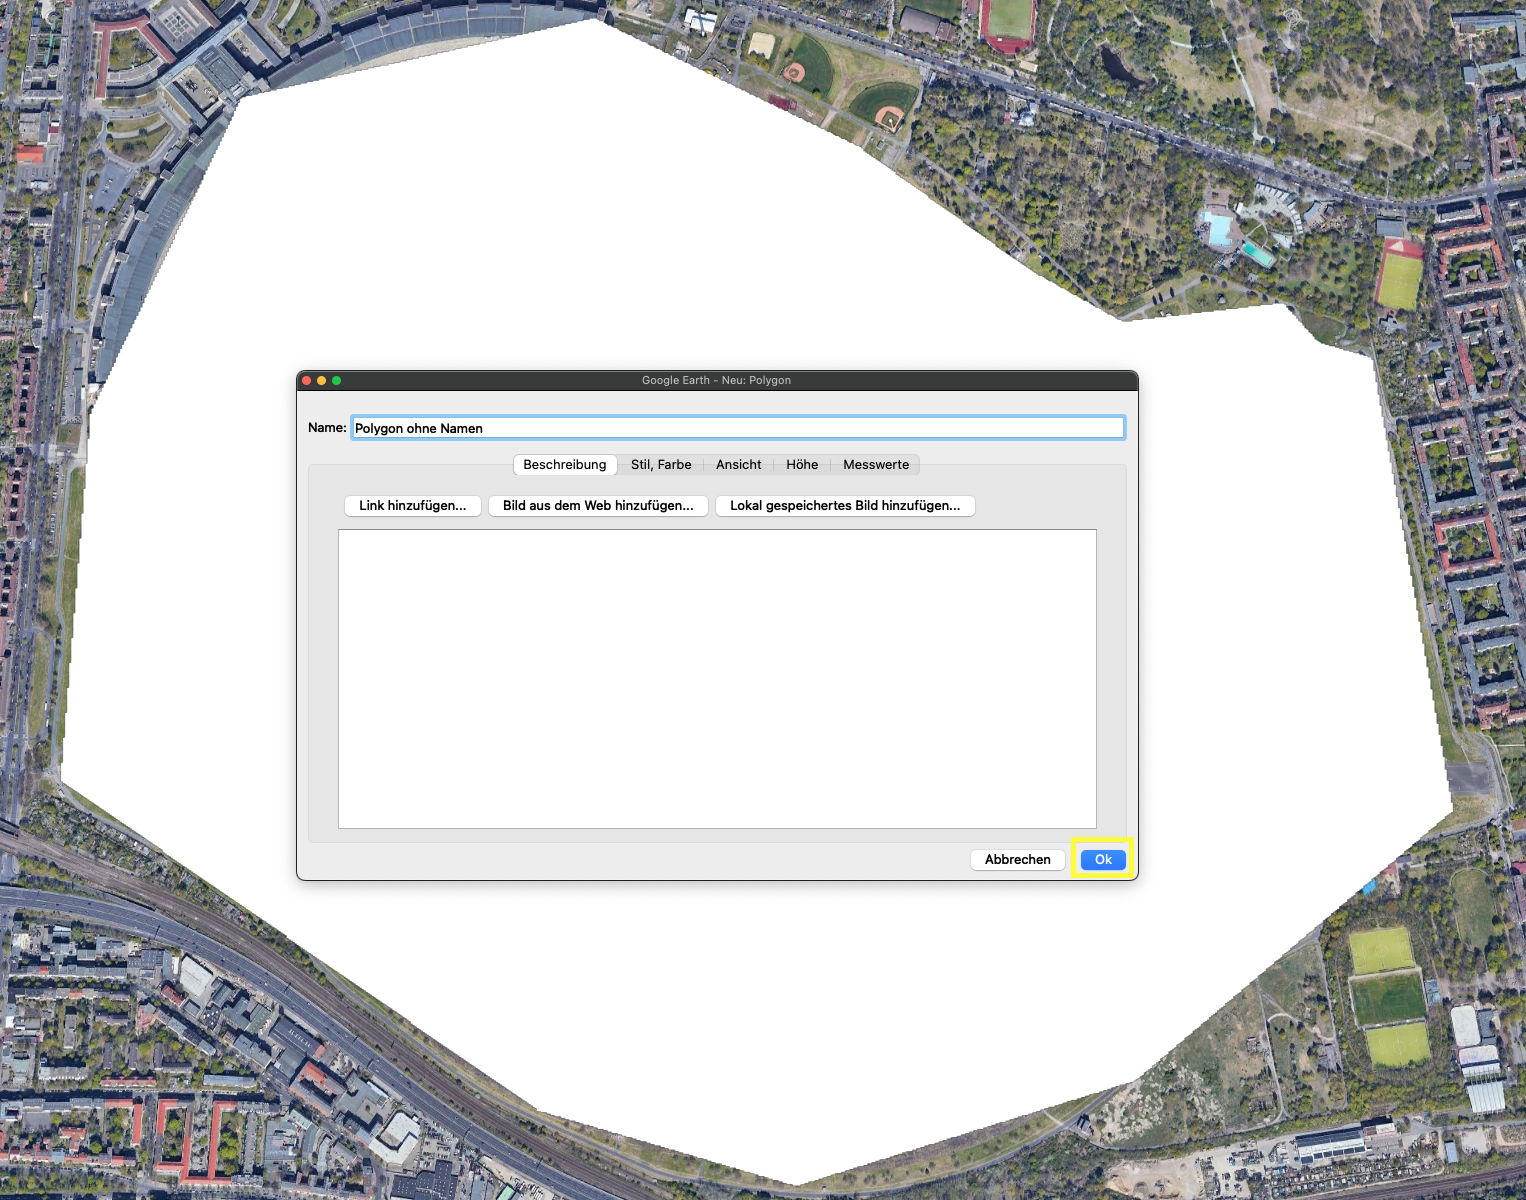 Google Earth - Neu: Polygon
Name: Polygon ohne Namen
Beschreibung Stil, Farbe Ansicht Höhe Messwerte
Link hinzufügen... Bild aus dem Web hinzufügen... Lokal gespeichertes Bild hinzufügen...
Abbrechen Ok